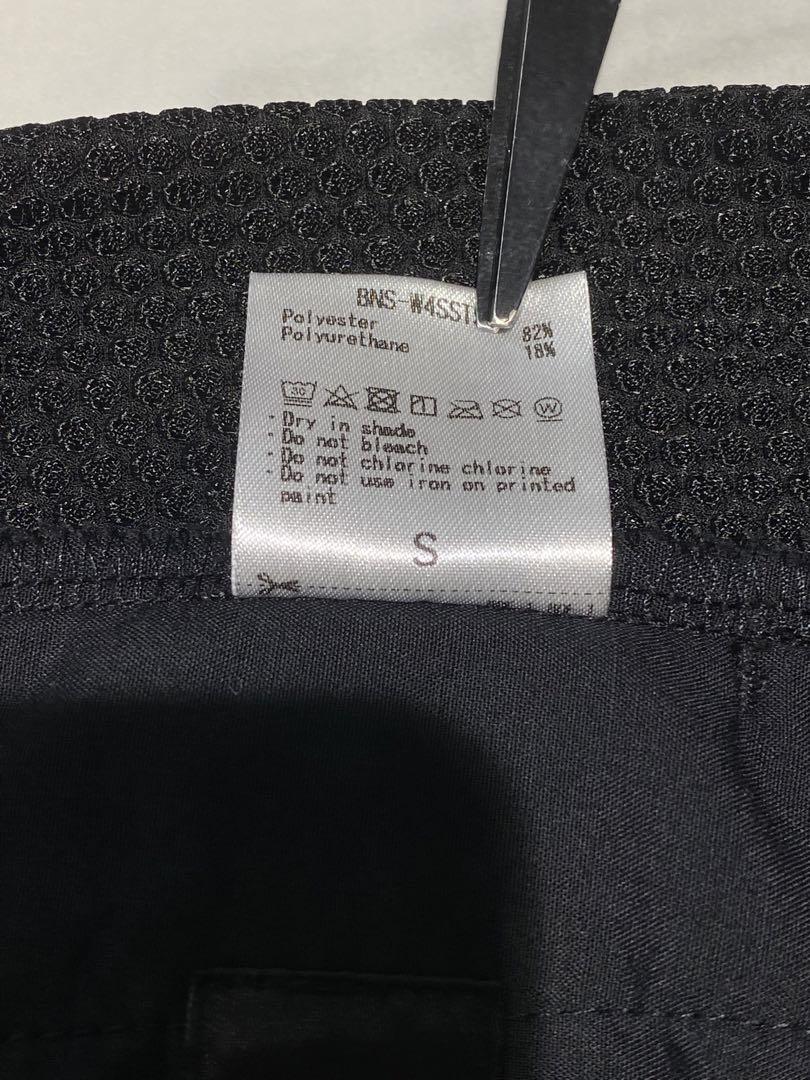 BNS-W4SST
Polyester 82%
Polyurethane 18%
30
W
・Dry in shade
・Do not bleach
・Do not chlorine chlorine
・Do not use iron on printed
paint
S